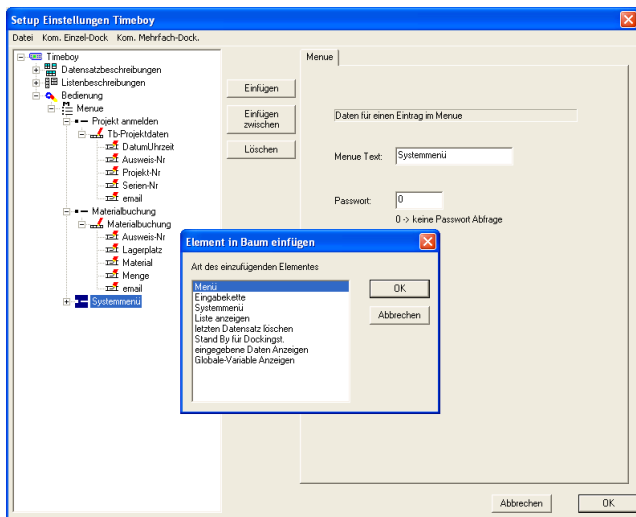 Setup Einstellungen Timeboy
Datei Kom. Einzel-Dock Kom. Mehrfach-Dock.
Timeboy
Datensatzbeschreibungen
Listenbeschreibungen
Bedienung
Menue
Projekt anmelden
Tb-Projektdaten
DatumUhrzeit
Ausweis-Nr
Projekt-Nr
Serien-Nr
email
Materialbuchung
Materialbuchung
Ausweis-Nr
Lagerplatz
Material
Menge
email
Systemmenü
Einfügen
Einfügen
zwischen
Löschen
Menue
Daten für einen Eintrag im Menue
Menue Text: Systemmenü
Passwort: 0
0 -> keine Passwort Abfrage
Element in Baum einfügen
Art des einzufügenden Elementes
Menü
Eingabekette
Systemmenü
Liste anzeigen
letzten Datensatz löschen
Stand By für Dockingst.
eingegebene Daten Anzeigen
Globale-Variable Anzeigen
OK
Abbrechen
Abbrechen OK